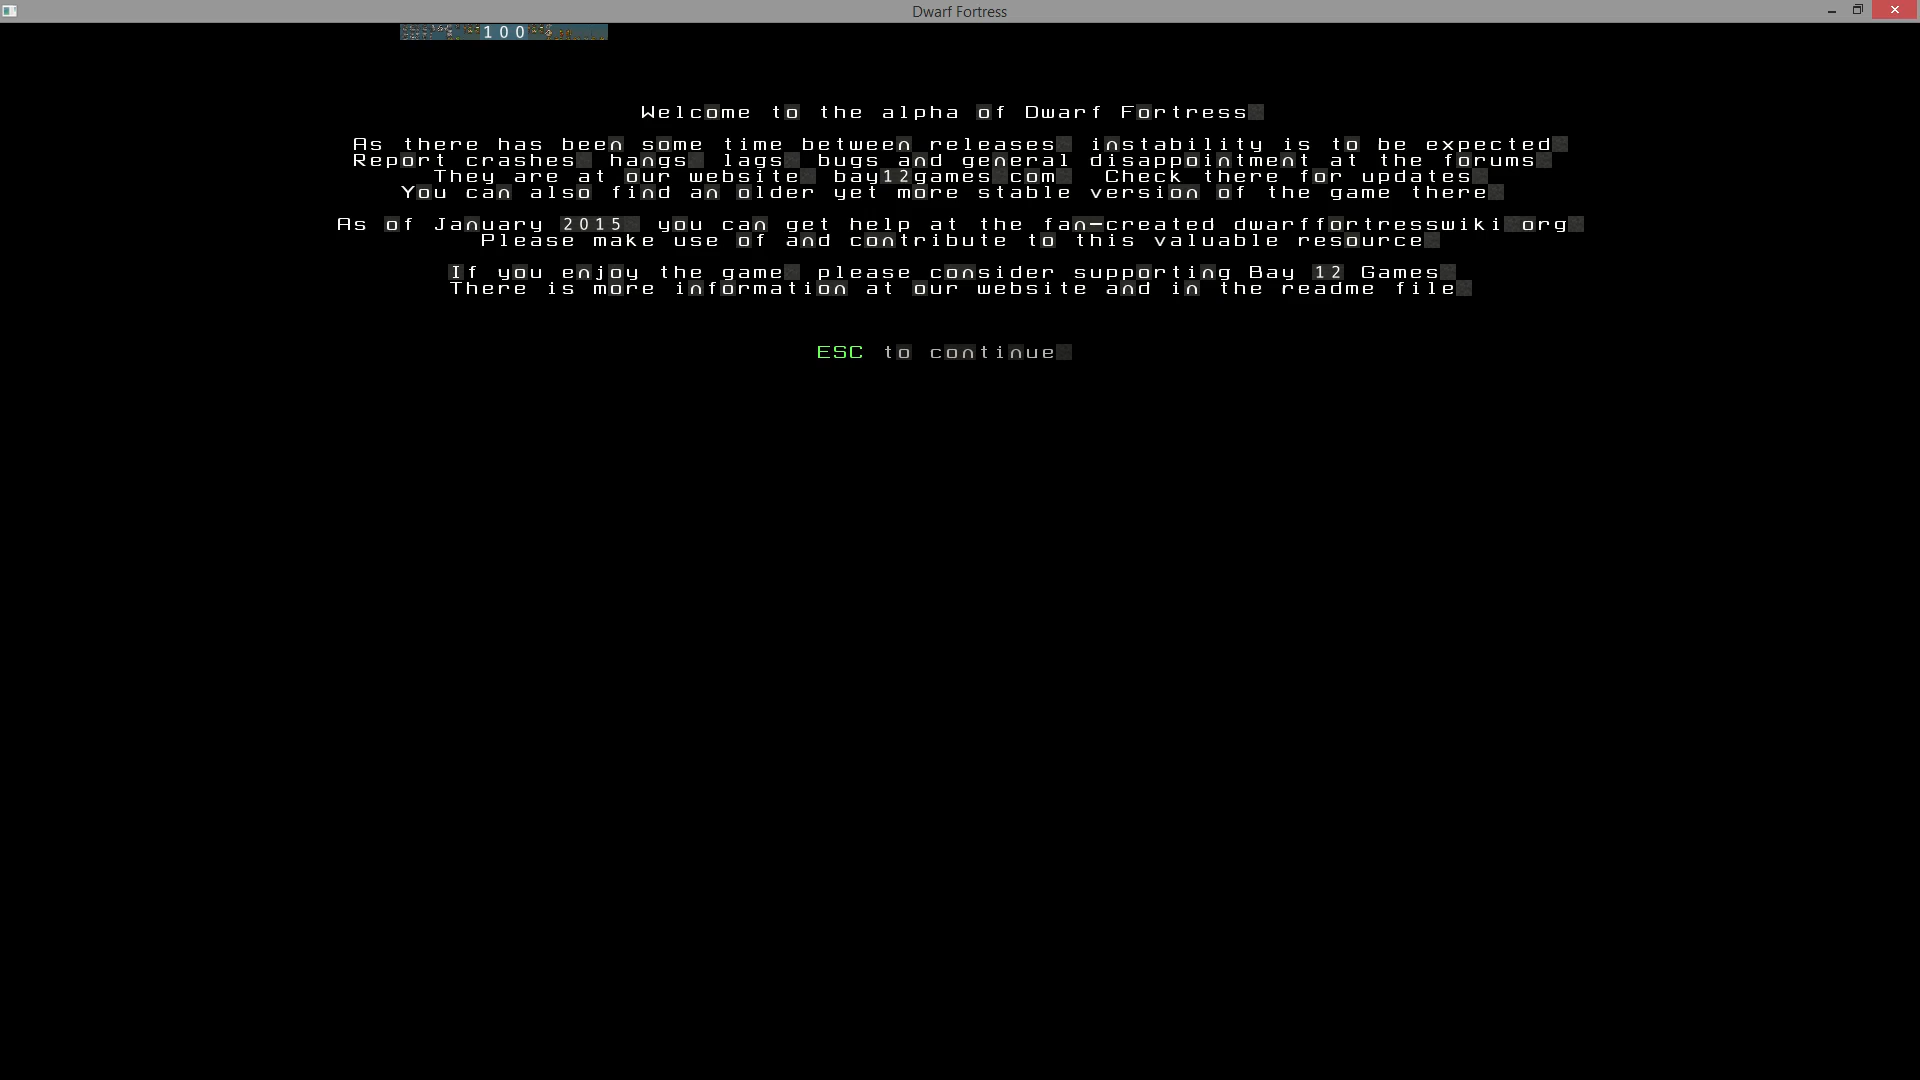 Dwarf Fortress
100
Welcome to the alpha of Dwarf Fortress
As there has been some time between releases instability is to be expected
Report crashes hangs lags bugs and general disappointment at the forums
They are at our website bay12games com Check there for updates
You can also find an older yet more stable version of the game there
As of January 2015 you can get help at the fan-created dwarffortresswiki org
Please make use of and contribute to this valuable resource
If you enjoy the game please consider supporting Bay 12 Games
There is more information at our website and in the readme file
ESC to continue